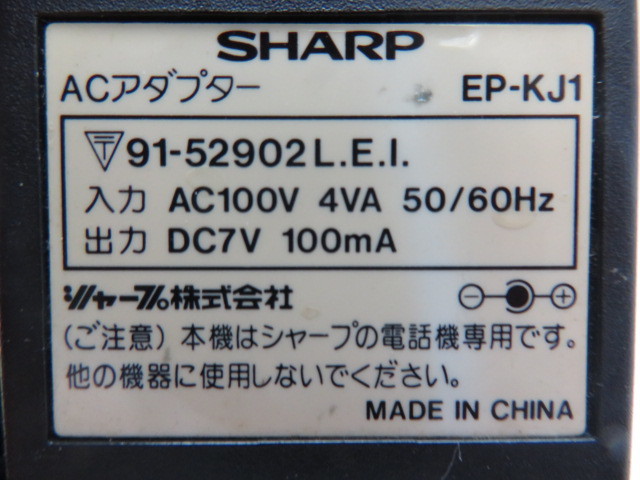 SHARP
ACアダプター EP-KJ1
〒91-52902 L.E.I.
入力 AC100V 4VA 50/60Hz
出力 DC7V 100mA
シャープ株式会社
(ご注意)本機はシャープの電話機専用です。
他の機器に使用しないでください。
MADE IN CHINA